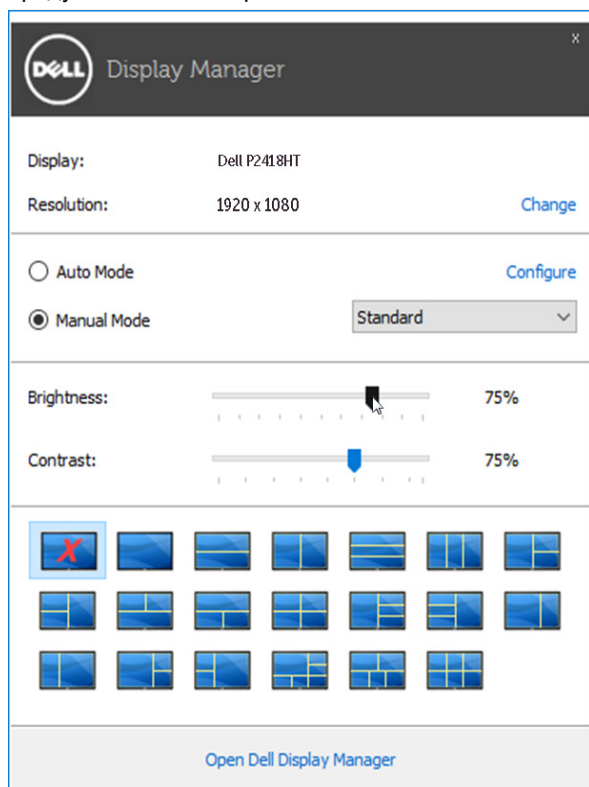 DELL Display Manager
x
Display: Dell P2418HT
Resolution: 1920 x 1080 Change
Auto Mode Configure
Manual Mode Standard
Brightness: 75%
Contrast: 75%
X
Open Dell Display Manager